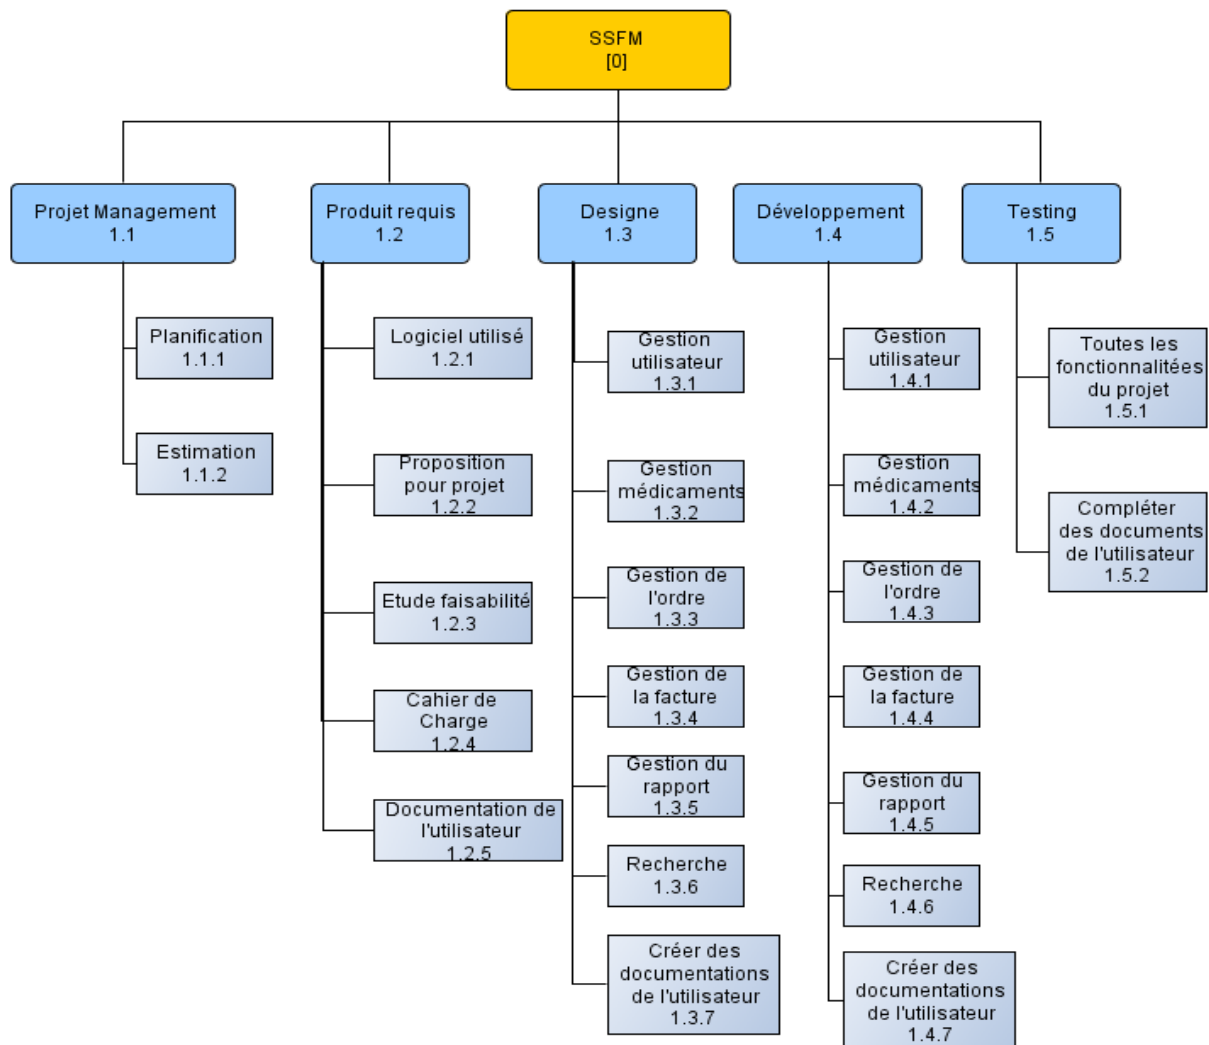 SSFM
[0]
Projet Management
1.1
Produit requis
1.2
Designe
1.3
Développement
1.4
Testing
1.5
Planification
1.1.1
Estimation
1.1.2
Logiciel utilisé
1.2.1
Proposition
pour projet
1.2.2
Etude faisabilité
1.2.3
Cahier de
Charge
1.2.4
Documentation de
l'utilisateur
1.2.5
Gestion
utilisateur
1.3.1
Gestion
médicaments
1.3.2
Gestion de
l'ordre
1.3.3
Gestion de
la facture
1.3.4
Gestion du
rapport
1.3.5
Recherche
1.3.6
Créer des
documentations
de l'utilisateur
1.3.7
Gestion
utilisateur
1.4.1
Gestion
médicaments
1.4.2
Gestion de
l'ordre
1.4.3
Gestion de
la facture
1.4.4
Gestion du
rapport
1.4.5
Recherche
1.4.6
Créer des
documentations
de l'utilisateur
1.4.7
Toutes les
fonctionnalitées
du projet
1.5.1
Compléter
des documents
de l'utilisateur
1.5.2